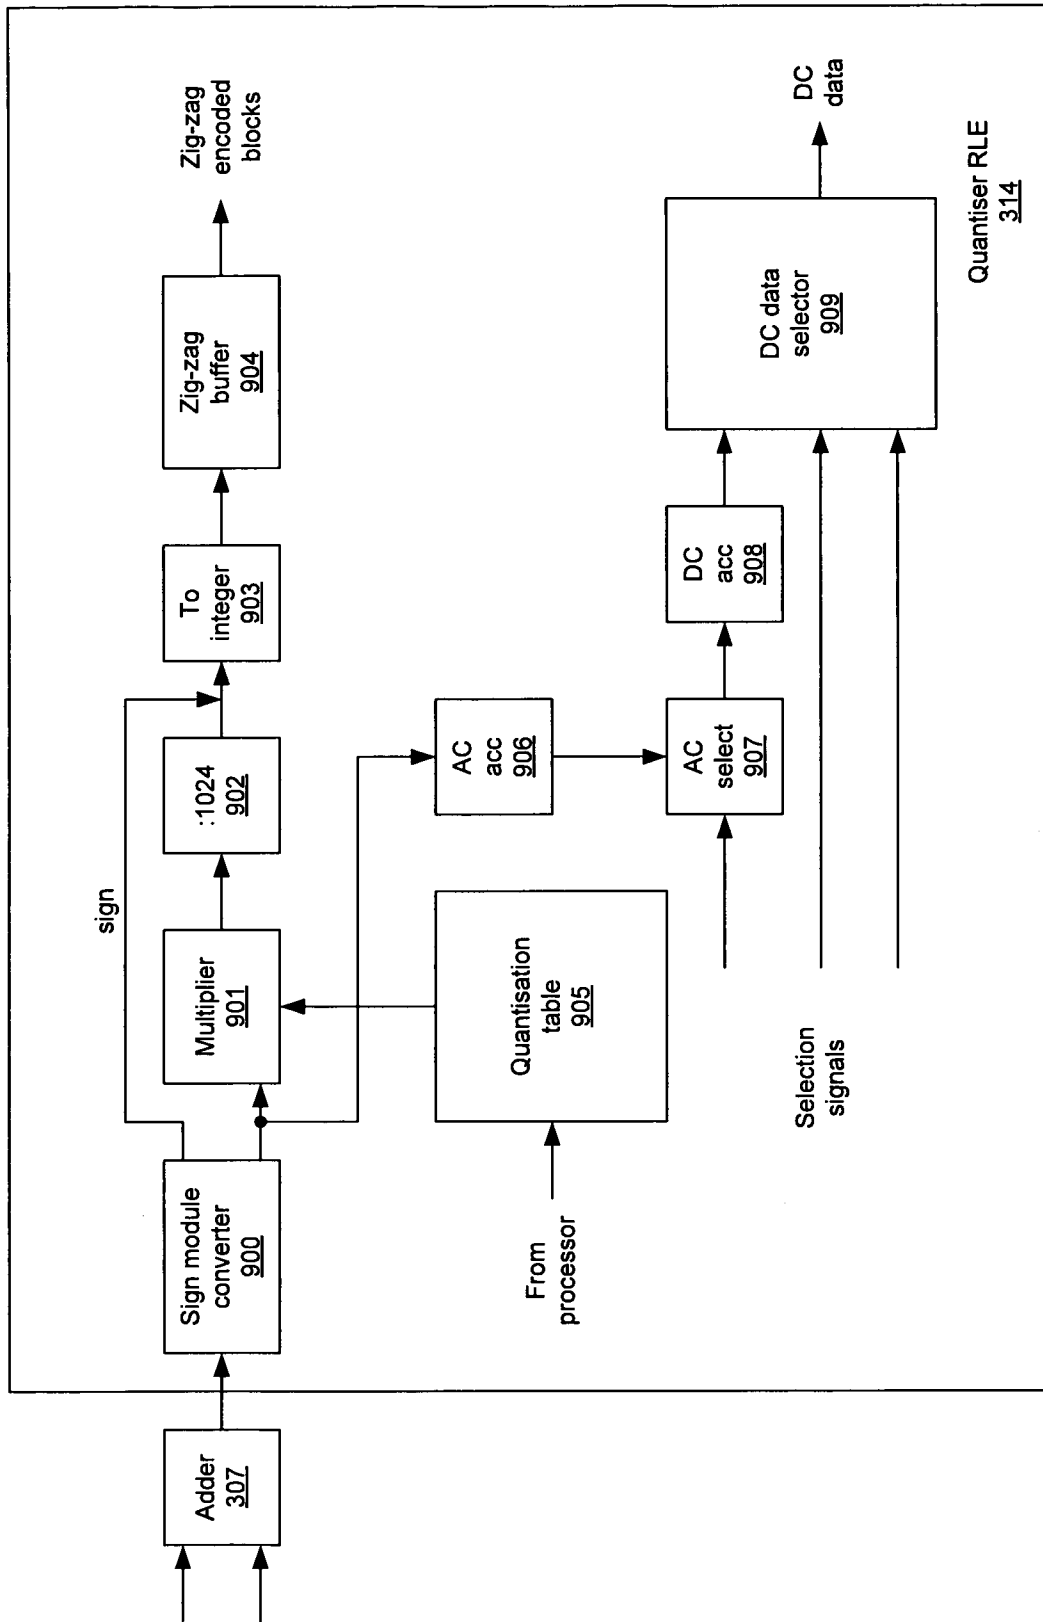 Adder
307
Sign module
converter
900
sign
Multiplier
901
:1024
902
To
integer
903
Zig-zag
buffer
904
Zig-zag
encoded
blocks
From
processor
Quantisation
table
905
AC
acc
906
Selection
signals
AC
select
907
DC
acc
908
DC data
selector
909
DC
data
Quantiser RLE
314